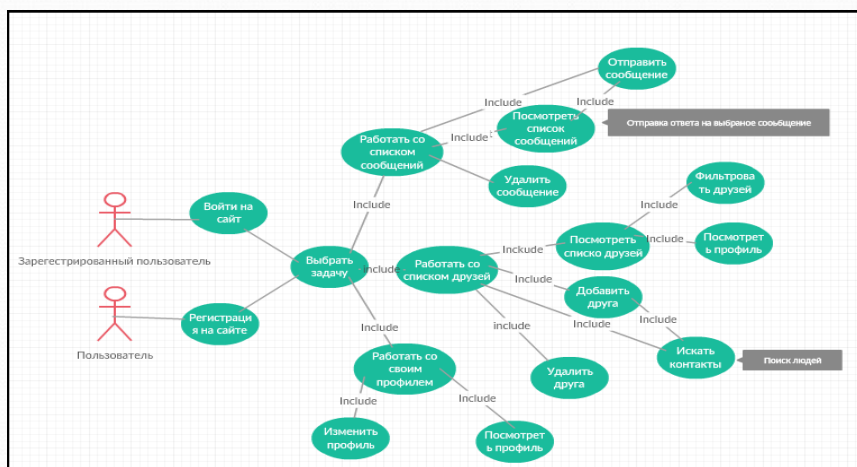 Отправить
сообщение
Include
Include
Посмотреть
список
сообщений
Отправка ответа на выбраное сооьбщение
Include
Работать со
списком
сообщений
Удалить
сообщение
Фильтрова
ть друзей
Include
Include
Войти на
сайт
Зарегестрированный пользователь
Выбрать
задачу
include
Работать со
списком друзей
Inckude
Посмотреть
списко друзей
Include
Посмотрет
ь профиль
Include
Добавить
друга
Регистраци
я на сайте
Пользователь
Include
include
Include
Include
Искать
контакты
Поиск людей
Работать со
своим
профилем
Удалить
друга
Include
Include
Изменить
профиль
Посмотрет
ь профиль